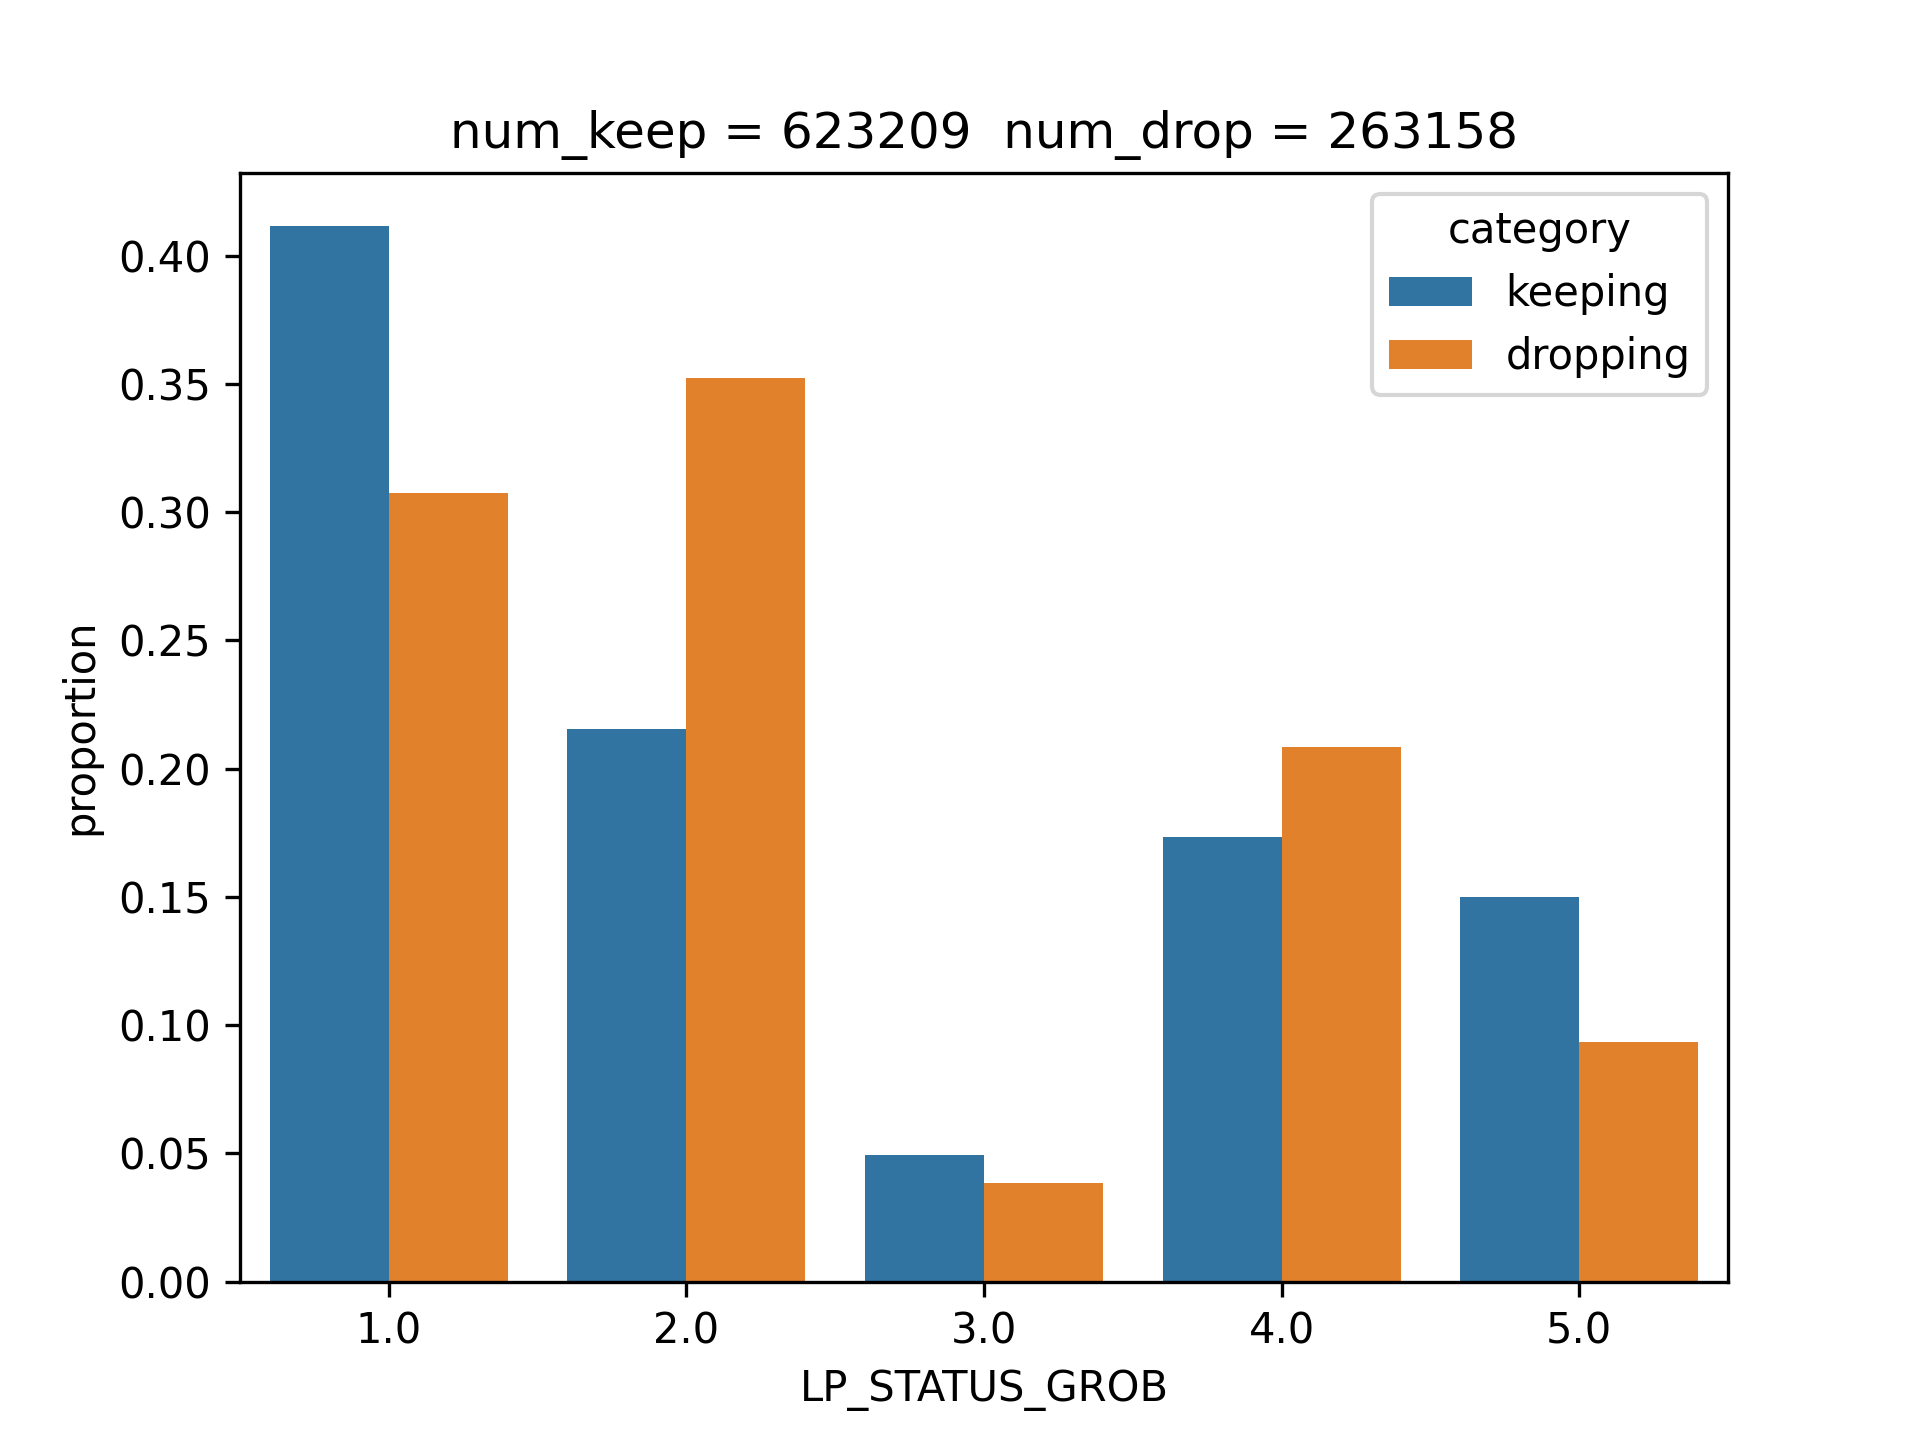 num_keep = 623209  num_drop = 263158
category
keeping
dropping
proportion
0.40
0.35
0.30
0.25
0.20
0.15
0.10
0.05
0.00
1.0 2.0 3.0 4.0 5.0
LP_STATUS_GROB